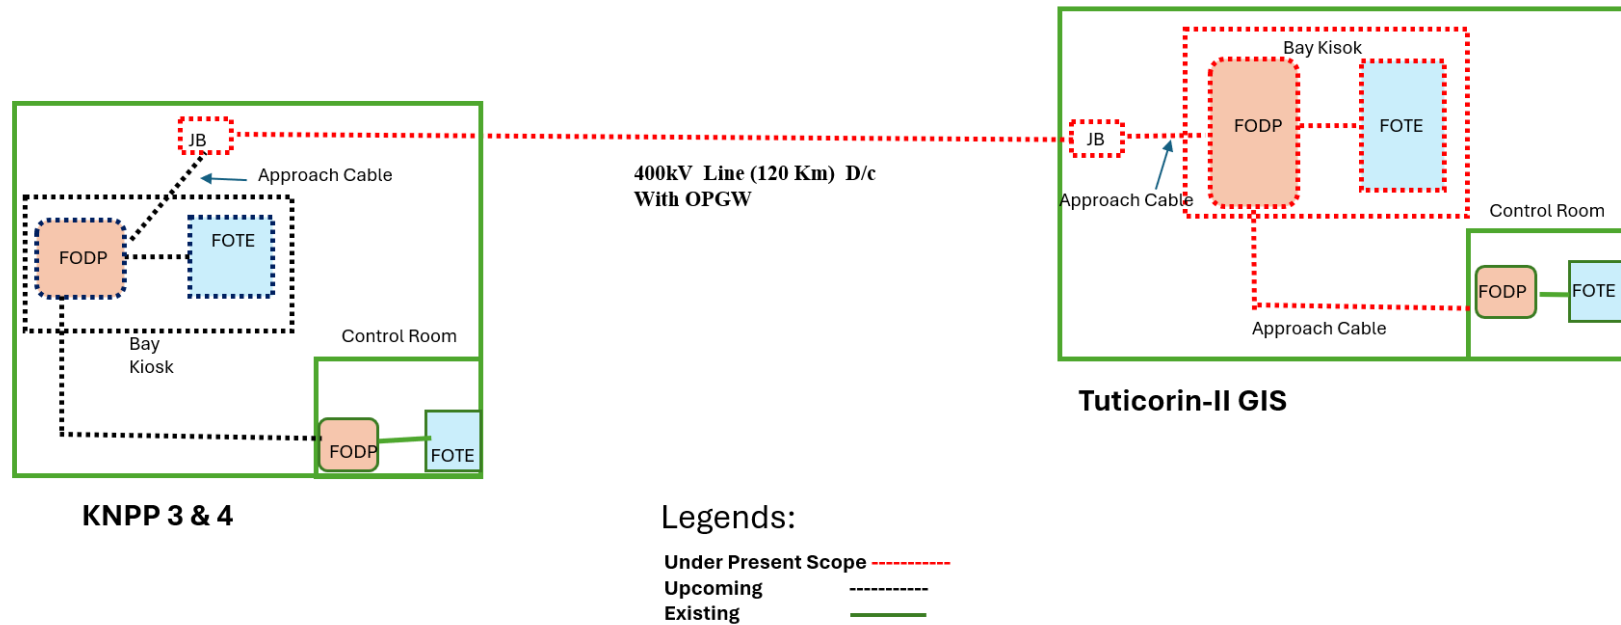 JB
Approach Cable
FODP
FOTE
Bay
Kiosk
Control Room
FODP
FOTE
KNPP 3 & 4
400kV Line (120 Km) D/c
With OPGW
Bay Kisok
JB
FODP
FOTE
Approach Cable
Control Room
FODP
FOTE
Approach Cable
Tuticorin-II GIS
Legends:
Under Present Scope
Upcoming
Existing